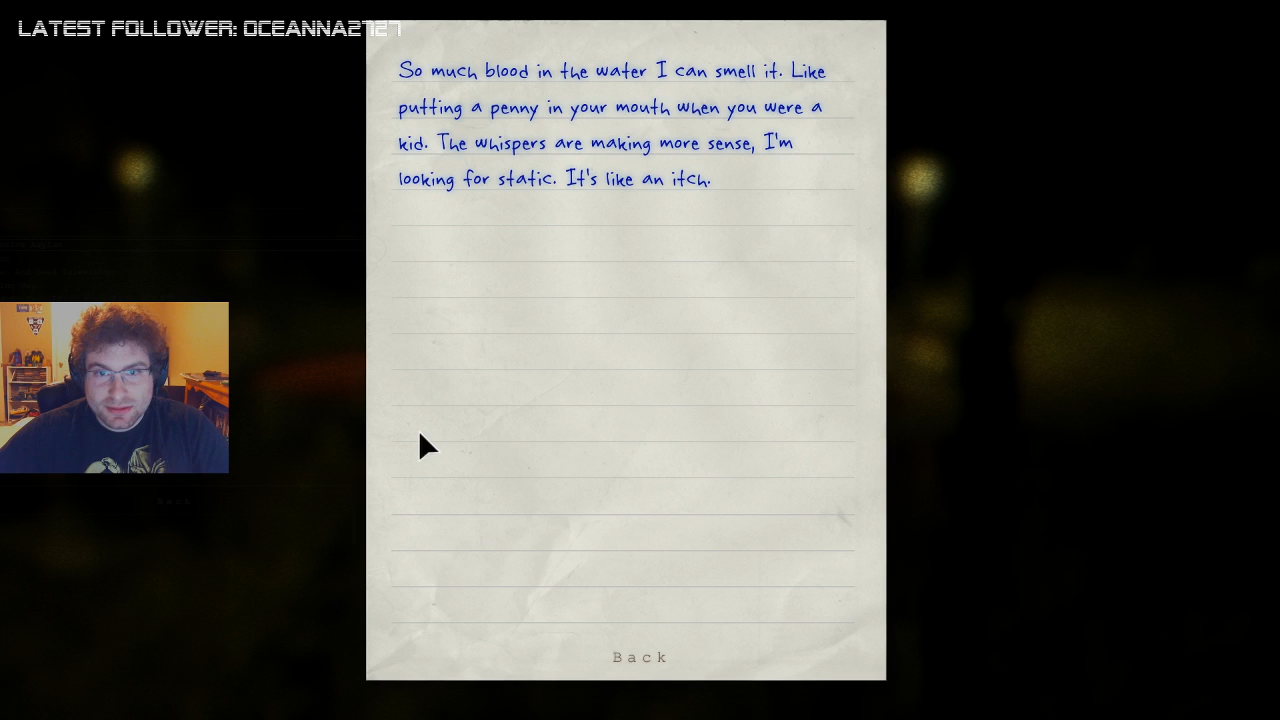 LATEST FOLLOWER: OCEANNA2727
So much blood in the water I can smell it. Like
putting a penny in your mouth when you were a
kid. The whispers are making more sense, I'm
looking for static. It's like an itch.
Back
Back